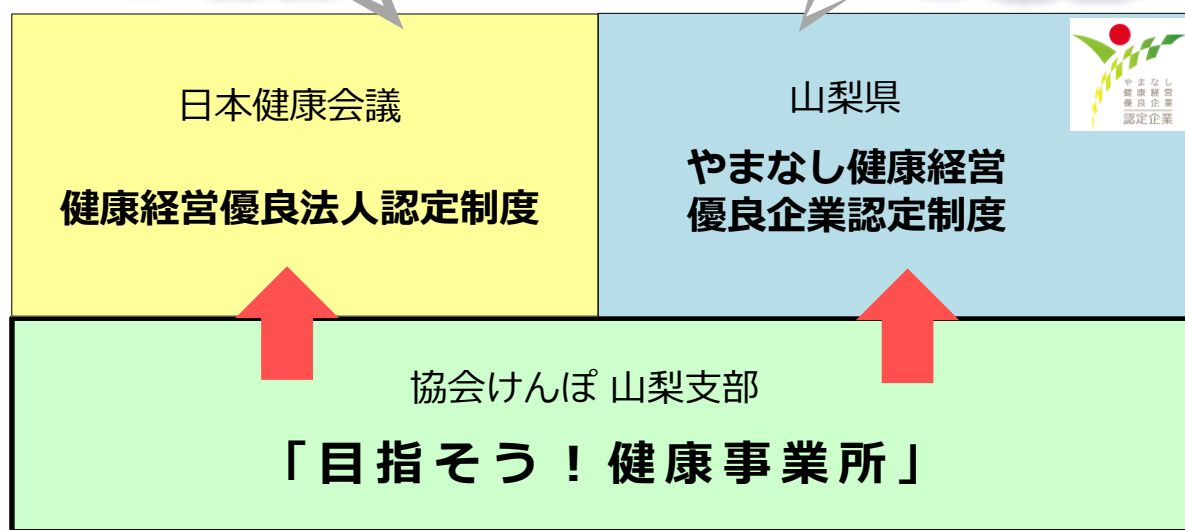 日本健康会議
健康経営優良法人認定制度
山梨県
やまなし健康経営
優良企業認定制度
やまなし
健康経営
優良企業
認定企業
協会けんぽ 山梨支部
「目指そう！健康事業所」